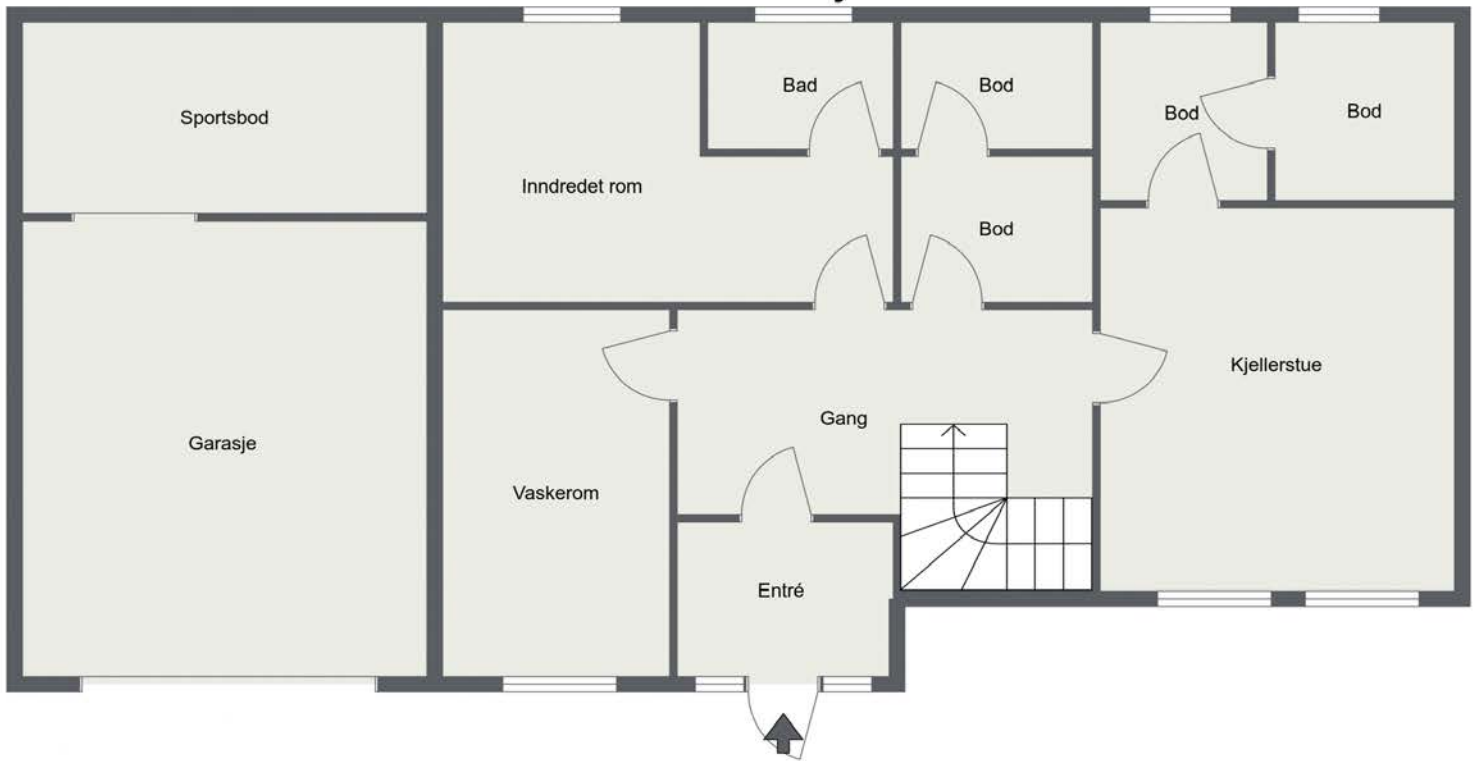 Bad
Bod
Bod
Bod
Sportsbod
Inndredet rom
Bod
Kjellerstue
Gang
Garasje
Vaskerom
Entré